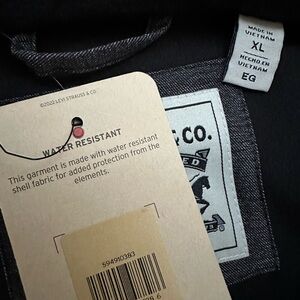 ©2022 LEVI STRAUSS & CO.
WATER RESISTANT
This garment is made with water resistant
shell fabric for added protection from the
elements.
594910383
MADE IN
VIETNAM
XL
HECHO EN
VIETNAM
EG
& CO.